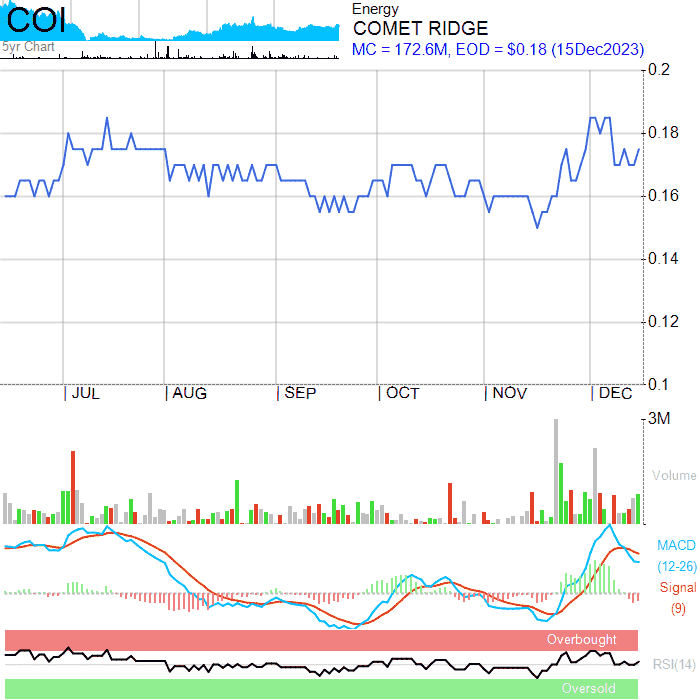 COI
5yr Chart
Energy
COMET RIDGE
MC = 172.6M, EOD = $0.18 (15Dec2023)
0.2
0.18
0.16
0.14
0.12
0.1
JUL AUG SEP OCT NOV DEC
3M
Volume
MACD
(12-26)
Signal
(9)
Overbought
RSI(14)
Oversold